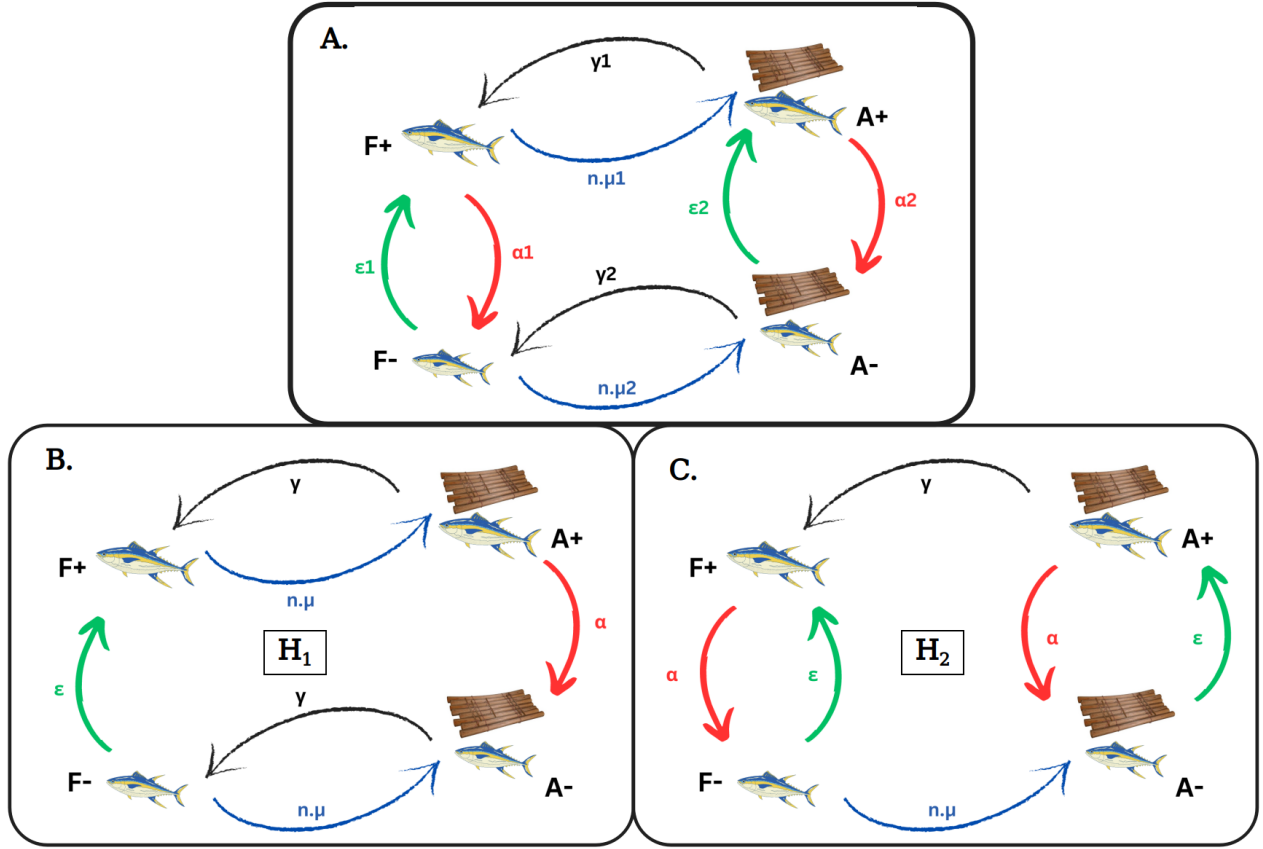 A.
γ1
A+
F+
n.μ1
ε2
α2
α1
ε1
γ2
F-
A-
n.μ2
B.
γ
A+
F+
n.μ
α
H₁
ε
γ
F-
A-
n.μ
C.
γ
A+
F+
H₂
α
ε
α
ε
F-
A-
n.μ